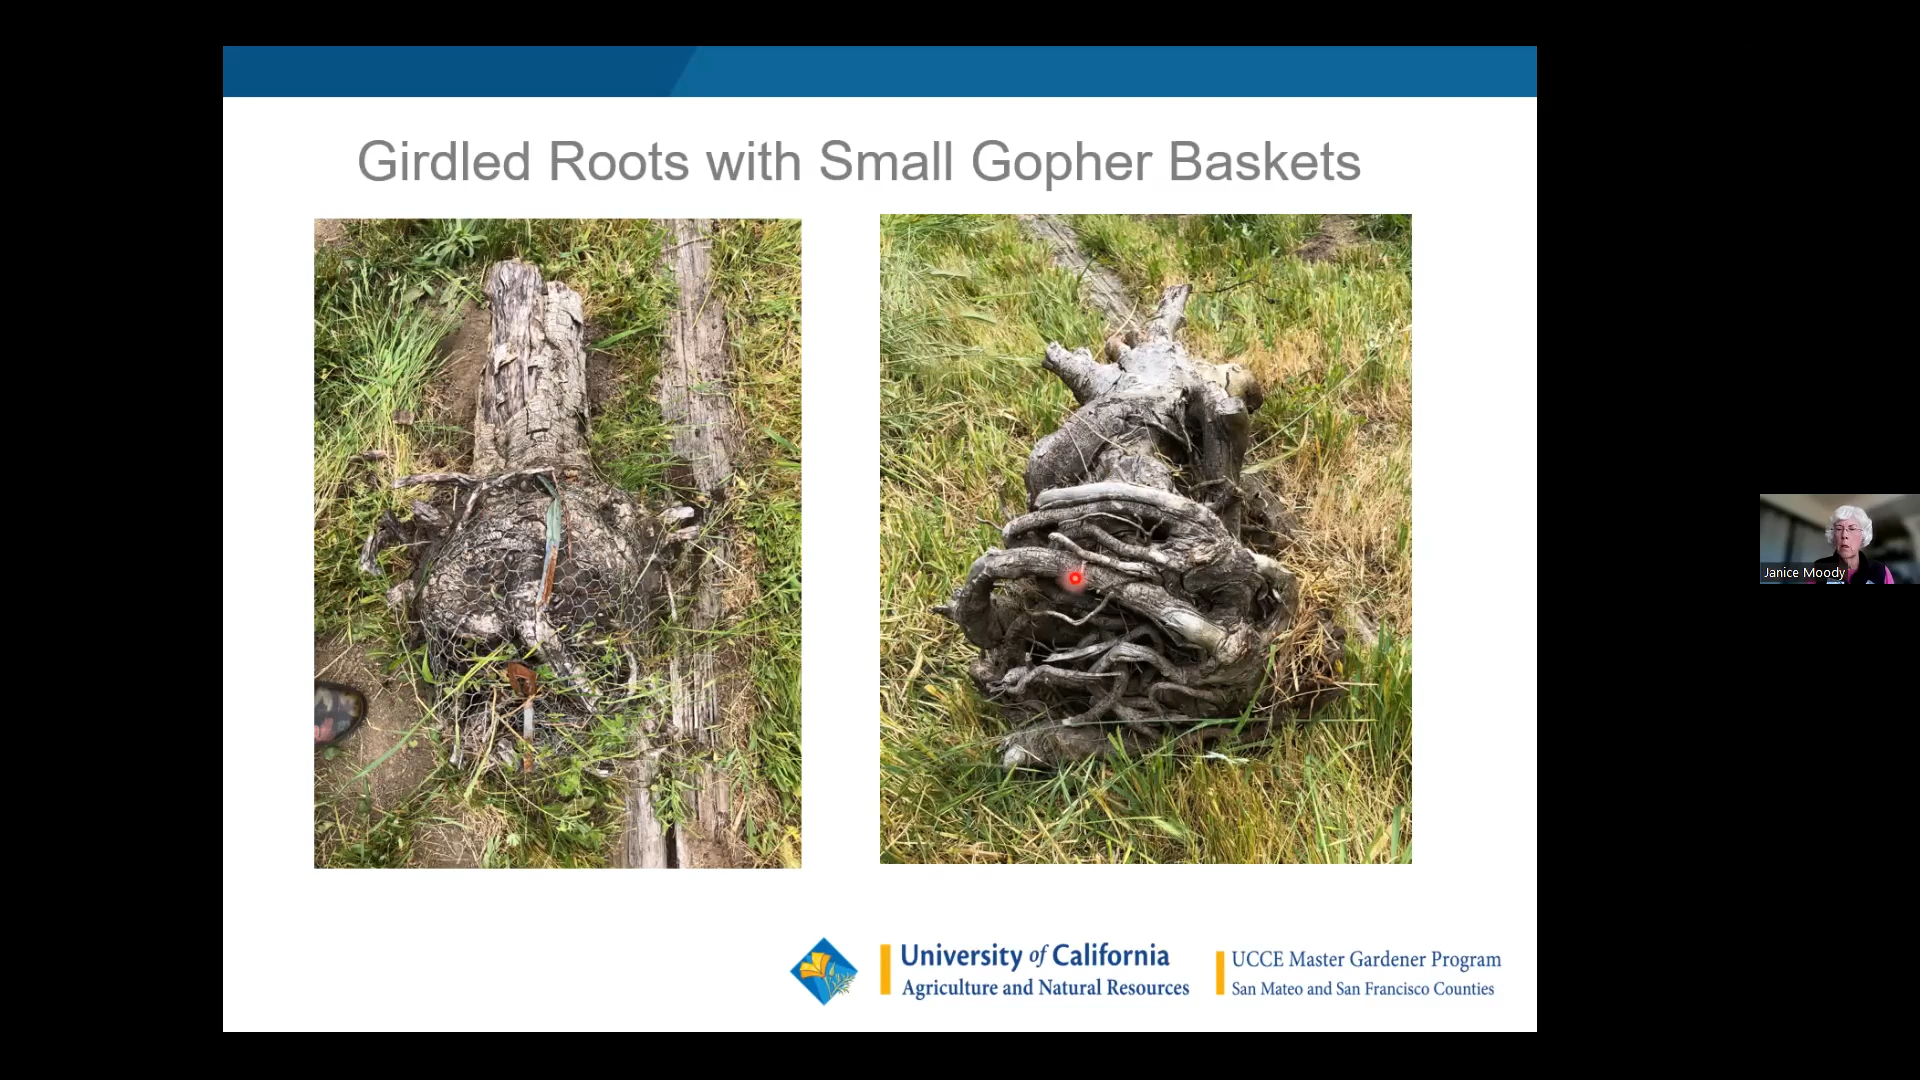 Girdled Roots with Small Gopher Baskets
University of California
Agriculture and Natural Resources
UCCE Master Gardener Program
San Mateo and San Francisco Counties
Janice Moody